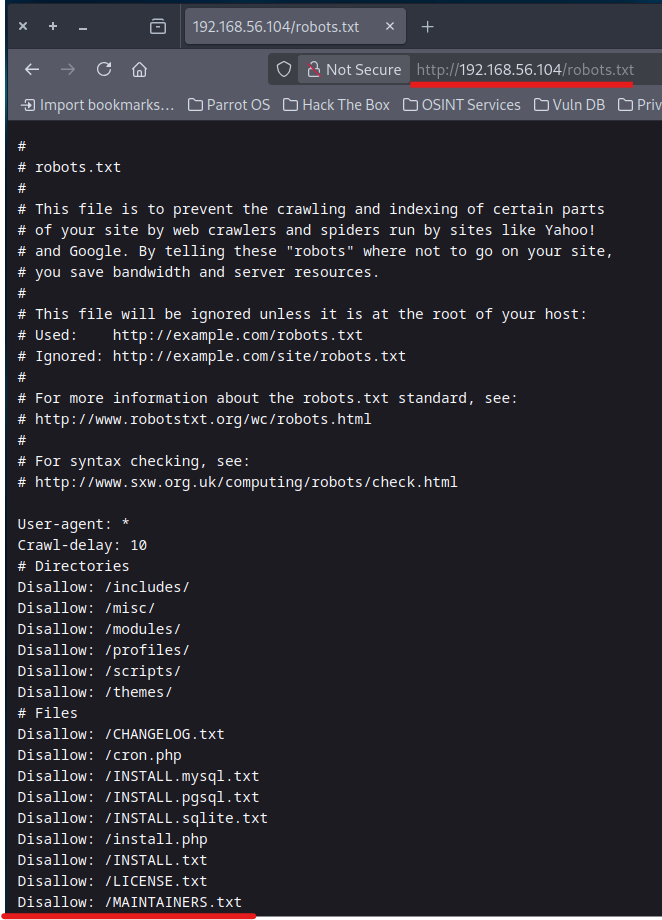 192.168.56.104/robots.txt
Not Secure http://192.168.56.104/robots.txt
Import bookmarks... Parrot OS Hack The Box OSINT Services Vuln DB Priv
#
# robots.txt
#
# This file is to prevent the crawling and indexing of certain parts
# of your site by web crawlers and spiders run by sites like Yahoo!
# and Google. By telling these "robots" where not to go on your site,
# you save bandwidth and server resources.
#
# This file will be ignored unless it is at the root of your host:
# Used:    http://example.com/robots.txt
# Ignored: http://example.com/site/robots.txt
#
# For more information about the robots.txt standard, see:
# http://www.robotstxt.org/wc/robots.html
#
# For syntax checking, see:
# http://www.sxw.org.uk/computing/robots/check.html
User-agent: *
Crawl-delay: 10
# Directories
Disallow: /includes/
Disallow: /misc/
Disallow: /modules/
Disallow: /profiles/
Disallow: /scripts/
Disallow: /themes/
# Files
Disallow: /CHANGELOG.txt
Disallow: /cron.php
Disallow: /INSTALL.mysql.txt
Disallow: /INSTALL.pgsql.txt
Disallow: /INSTALL.sqlite.txt
Disallow: /install.php
Disallow: /INSTALL.txt
Disallow: /LICENSE.txt
Disallow: /MAINTAINERS.txt